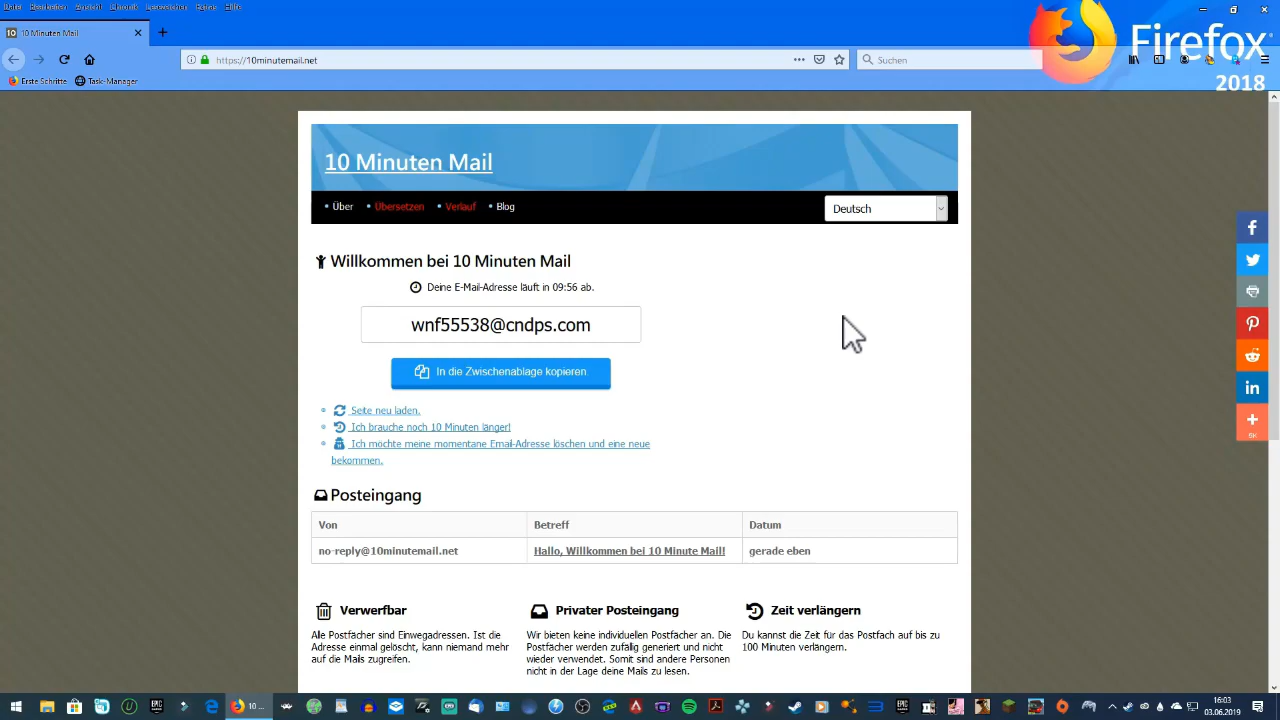 10 Minuten Mail
Firefox
2018
https://10minutemail.net
Suchen
Erste Schritte
Task-Manager
10 Minuten Mail
Über
Übersetzen
Verlauf
Blog
Deutsch
Willkommen bei 10 Minuten Mail
Deine E-Mail-Adresse läuft in 09:56 ab.
wnf55538@cndps.com
In die Zwischenablage kopieren
Seite neu laden.
Ich brauche noch 10 Minuten länger!
Ich möchte meine momentane Email-Adresse löschen und eine neue
bekommen.
5K
Posteingang
Von Betreff Datum
no-reply@10minutemail.net Hallo, Willkommen bei 10 Minute Mail! gerade eben
Verwerfbar
Alle Postfächer sind Einwegadressen. Ist die
Adresse einmal gelöscht, kann niemand mehr
auf die Mails zugreifen.
Privater Posteingang
Wir bieten keine individuellen Postfächer an. Die
Postfächer werden zufällig generiert und nicht
wieder verwendet. Somit sind andere Personen
nicht in der Lage deine Mails zu lesen.
Zeit verlängern
Du kannst die Zeit für das Postfach auf bis zu
100 Minuten verlängern.
10 ...
16:03
03.06.2019